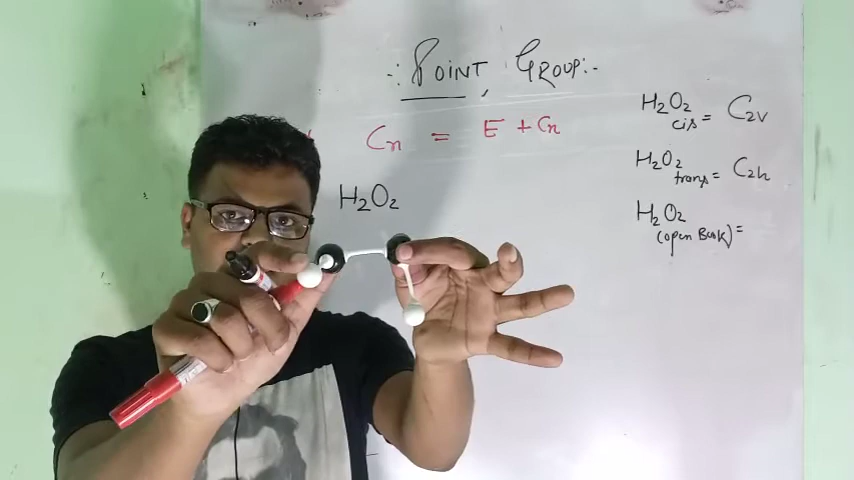 -: POINT GROUP:-
Cn = E + Cn
H2O2
H2O2 cis = C2v
H2O2 trans = C2h
H2O2
(open Book) =